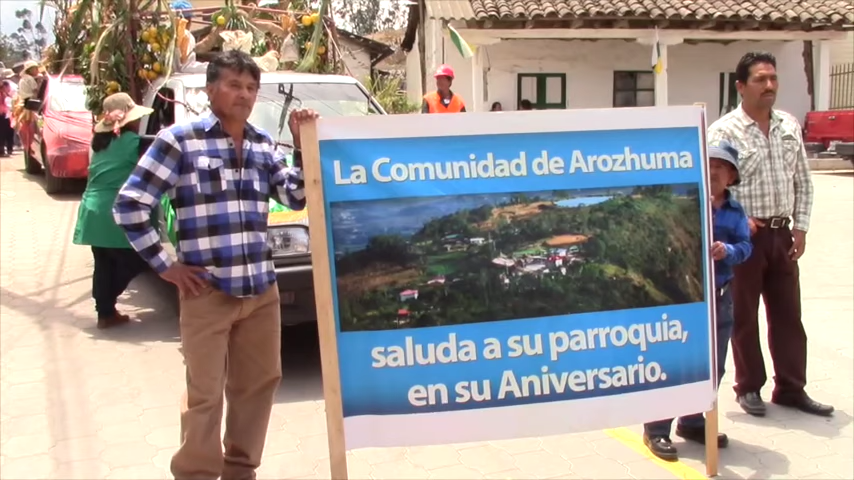 La Comunidad de Arozhuma
saluda a su parroquia,
en su Aniversario.